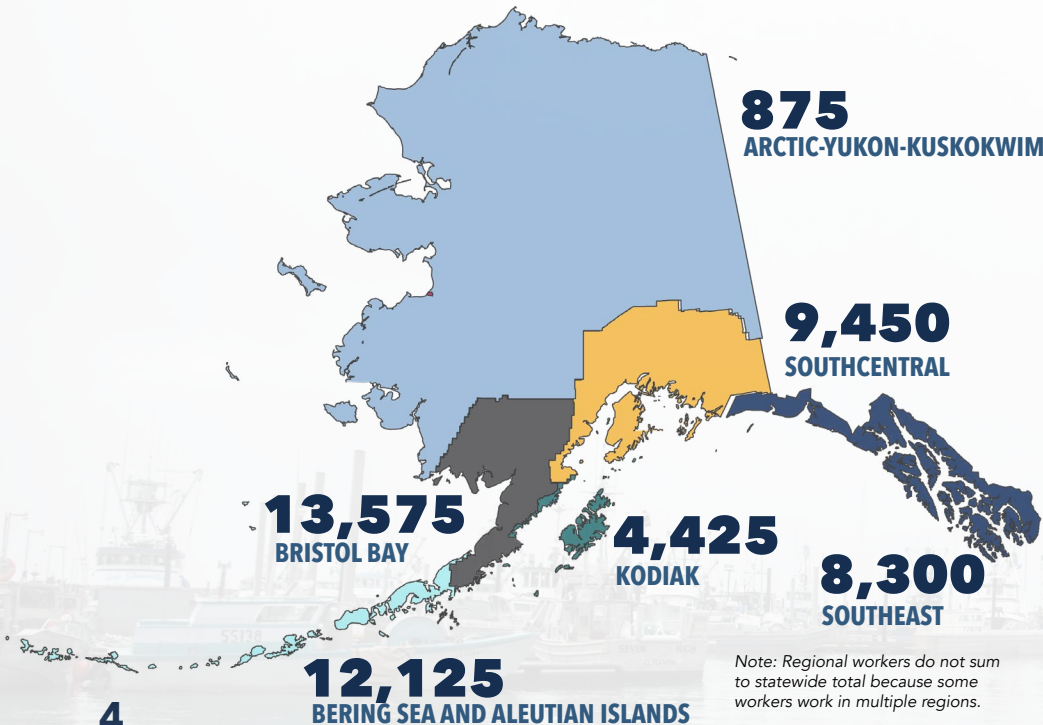 875
ARCTIC-YUKON-KUSKOKWIM
9,450
SOUTHCENTRAL
13,575
BRISTOL BAY
4,425
KODIAK
8,300
SOUTHEAST
12,125
BERING SEA AND ALEUTIAN ISLANDS
Note: Regional workers do not sum
to statewide total because some
workers work in multiple regions.
4